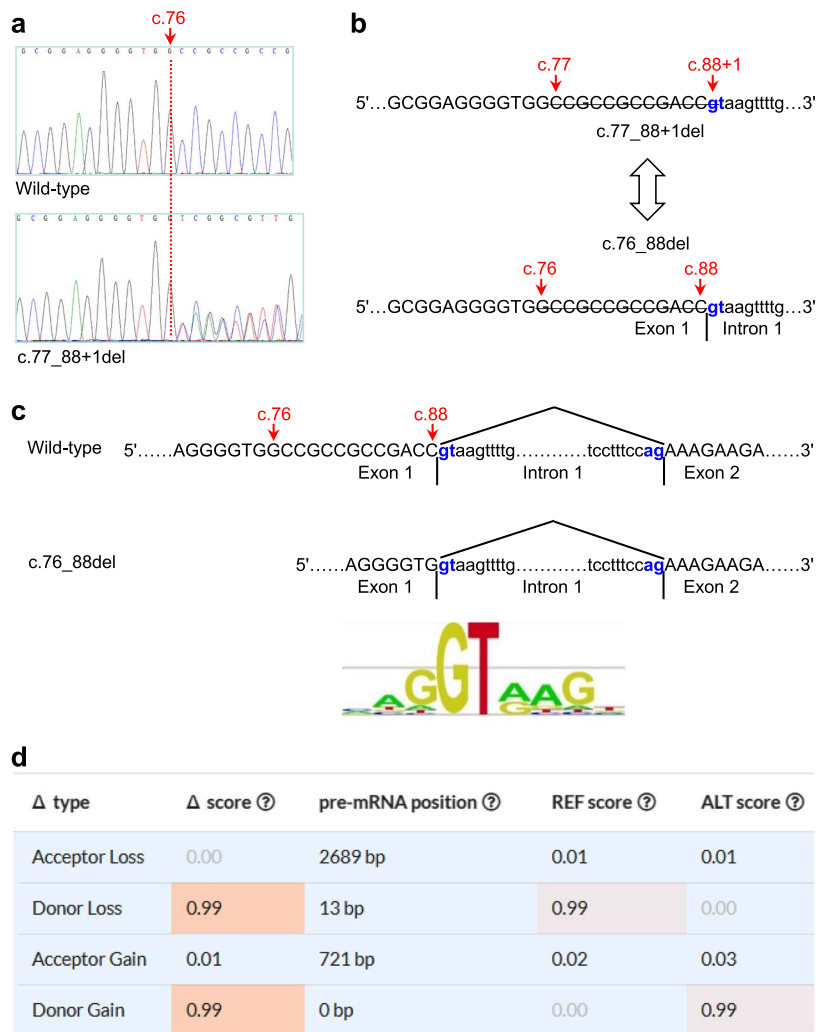 a
c.76
G C G G A G G G G T G G C C G C C G C C G
Wild-type
G C G G A G G G G T G G T C G G C G T T G
c.77_88+1del
b
c.77
c.88+1
5'...GCGGAGGGGTGGCCGCCGCCGACCgtaagttttg...3'
c.77_88+1del
c.76_88del
c.76
c.88
5'...GCGGAGGGGTGGCCGCCGCCGACCgtaagttttg...3'
Exon 1
Intron 1
c
c.76
c.88
Wild-type
5'......AGGGGTGGCCGCCGCCGACCgtaagttttg............tcctttccagAAAGAAGA......3'
Exon 1
Intron 1
Exon 2
c.76_88del
5'......AGGGGTGgtaagttttg............tcctttccagAAAGAAGA......3'
Exon 1
Intron 1
Exon 2
AGGTAAG
d
Δ type Δ score ? pre-mRNA position ? REF score ? ALT score ?
Acceptor Loss 0.00 2689 bp 0.01 0.01
Donor Loss 0.99 13 bp 0.99 0.00
Acceptor Gain 0.01 721 bp 0.02 0.03
Donor Gain 0.99 0 bp 0.00 0.99